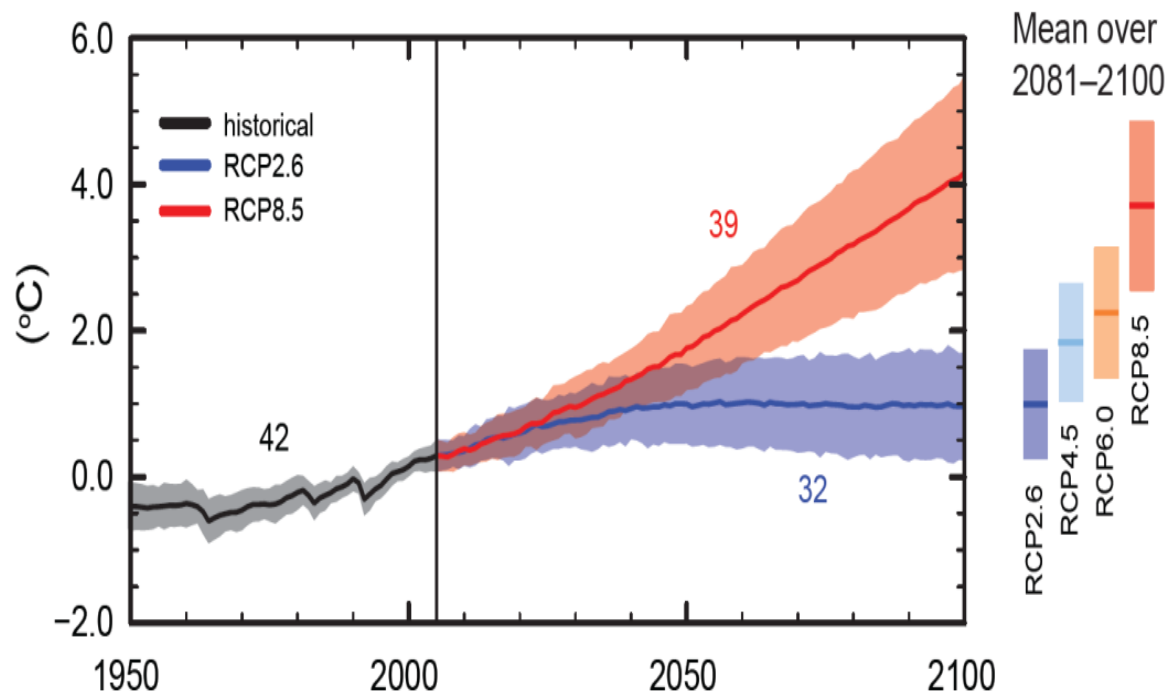 6.0
4.0
2.0
0.0
−2.0
(°C)
1950
2000
2050
2100
historical
RCP2.6
RCP8.5
42
39
32
Mean over
2081–2100
RCP2.6
RCP4.5
RCP6.0
RCP8.5